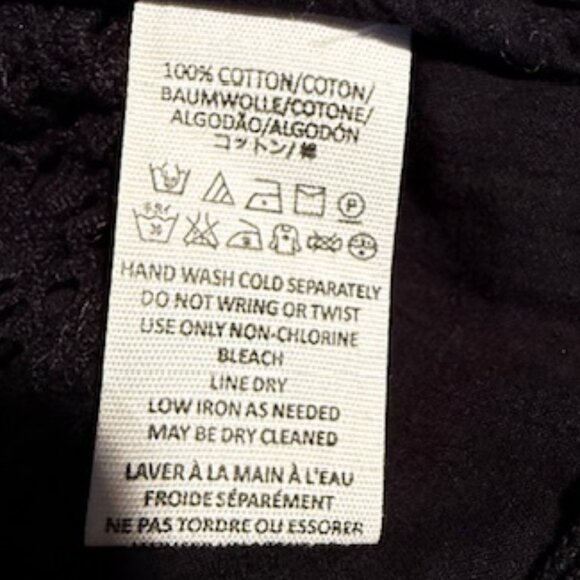 100% COTTON/COTON/
BAUMWOLLE/COTONE/
ALGODÃO/ALGODÓN
コットン/綿
P
30
HAND WASH COLD SEPARATELY
DO NOT WRING OR TWIST
USE ONLY NON-CHLORINE
BLEACH
LINE DRY
LOW IRON AS NEEDED
MAY BE DRY CLEANED
LAVER À LA MAIN À L'EAU
FROIDE SÉPARÉMENT
NE PAS TORDRE OU ESSORER